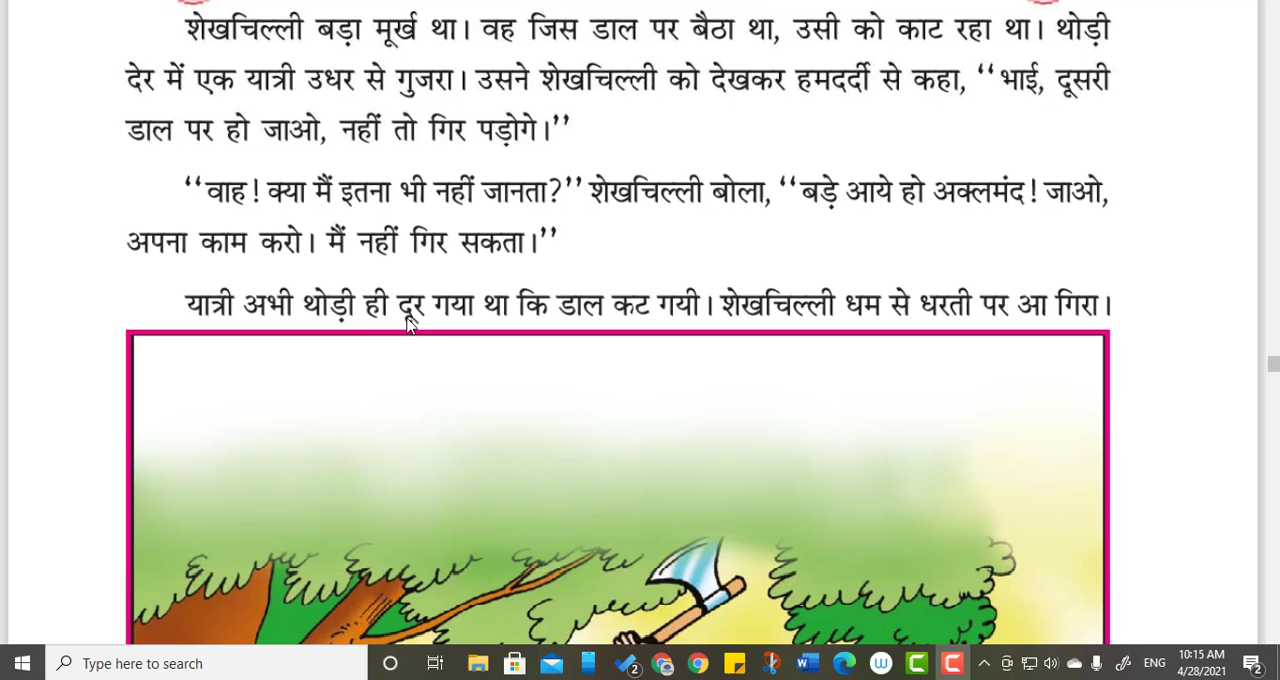 शेखचिल्ली बड़ा मूर्ख था। वह जिस डाल पर बैठा था, उसी को काट रहा था। थोड़ी
देर में एक यात्री उधर से गुजरा। उसने शेखचिल्ली को देखकर हमदर्दी से कहा, ‘‘भाई, दूसरी
डाल पर हो जाओ, नहीं तो गिर पड़ोगे।’’
‘‘वाह! क्या मैं इतना भी नहीं जानता?’’ शेखचिल्ली बोला, ‘‘बड़े आये हो अक्लमंद! जाओ,
अपना काम करो। मैं नहीं गिर सकता।’’
यात्री अभी थोड़ी ही दूर गया था कि डाल कट गयी। शेखचिल्ली धम से धरती पर आ गिरा।
Type here to search
2
W
W
C
C
ENG
10:15 AM
4/28/2021
2